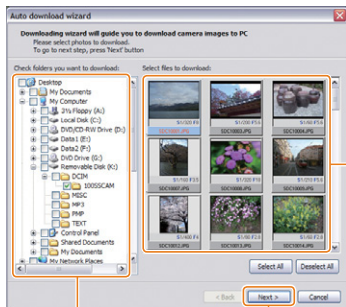 Auto download wizard
Downloading wizard will guide you to download camera images to PC
Please select photos to download.
To go to next step, press 'Next' button
Check folders you want to download:
Select files to download:
Desktop
My Documents
My Computer
3½ Floppy (A:)
Local Disk (C:)
DVD/CD-RW Drive (D:)
Data1 (E:)
Data2 (F:)
DVD Drive (G:)
Removable Disk (K:)
DCIM
100SSCAM
MISC
MP3
PMP
TEXT
Control Panel
Shared Documents
My Documents
My Network Places
SDC10002.JPG
SDC10003.JPG
SDC10004.JPG
SDC10007.JPG
SDC10008.JPG
SDC10012.JPG
SDC10013.JPG
SDC10014.JPG
Select All
Deselect All
< Back
Next >
Cancel